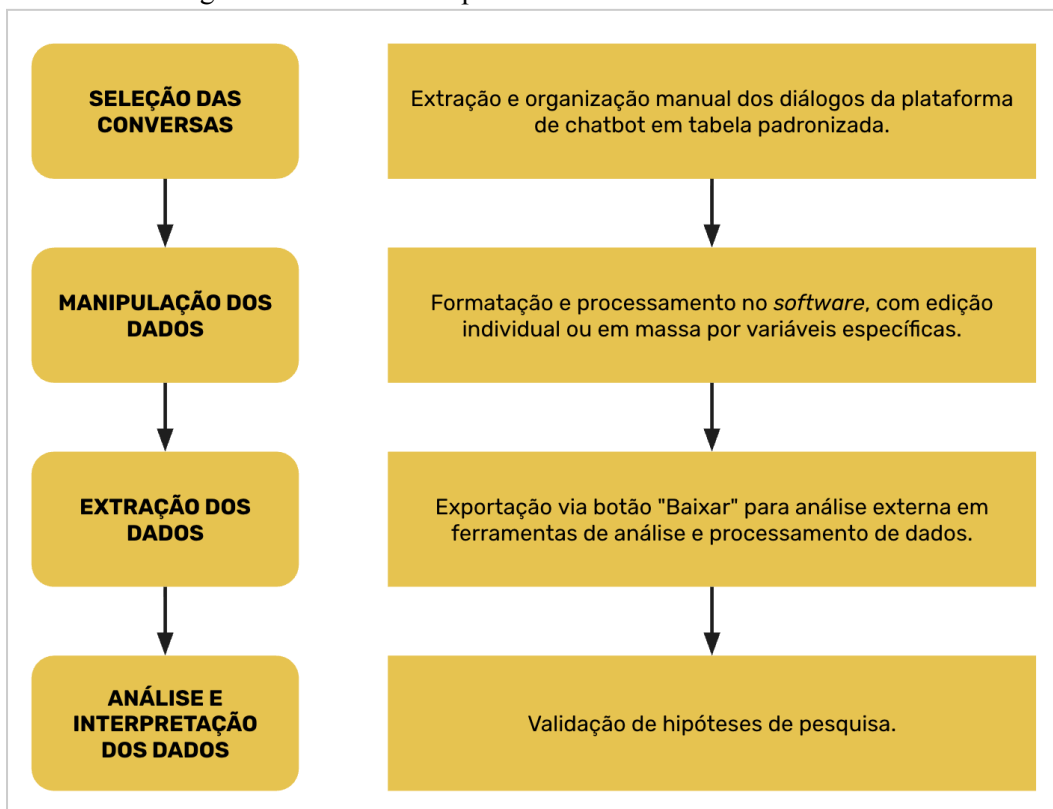 SELEÇÃO DAS
CONVERSAS
Extração e organização manual dos diálogos da plataforma
de chatbot em tabela padronizada.
MANIPULAÇÃO DOS
DADOS
Formatação e processamento no software, com edição
individual ou em massa por variáveis específicas.
EXTRAÇÃO DOS
DADOS
Exportação via botão "Baixar" para análise externa em
ferramentas de análise e processamento de dados.
ANÁLISE E
INTERPRETAÇÃO
DOS DADOS
Validação de hipóteses de pesquisa.